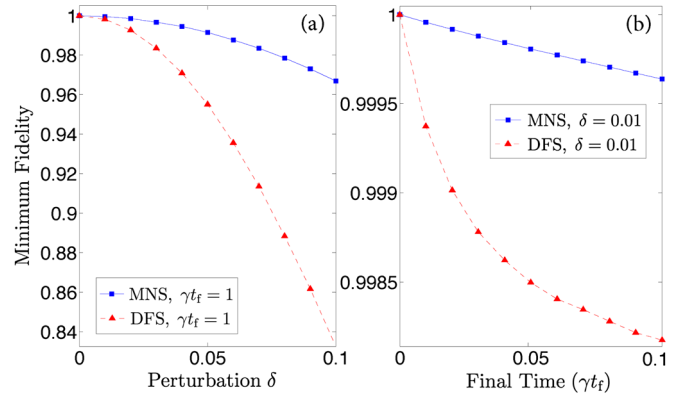 (a)
1
0.98
0.96
0.94
0.92
0.9
0.88
0.86
0.84
Minimum Fidelity
MNS, γt_f = 1
DFS, γt_f = 1
0
0.05
0.1
Perturbation δ
(b)
1
0.9995
0.999
0.9985
MNS, δ = 0.01
DFS, δ = 0.01
0
0.05
0.1
Final Time (γt_f)